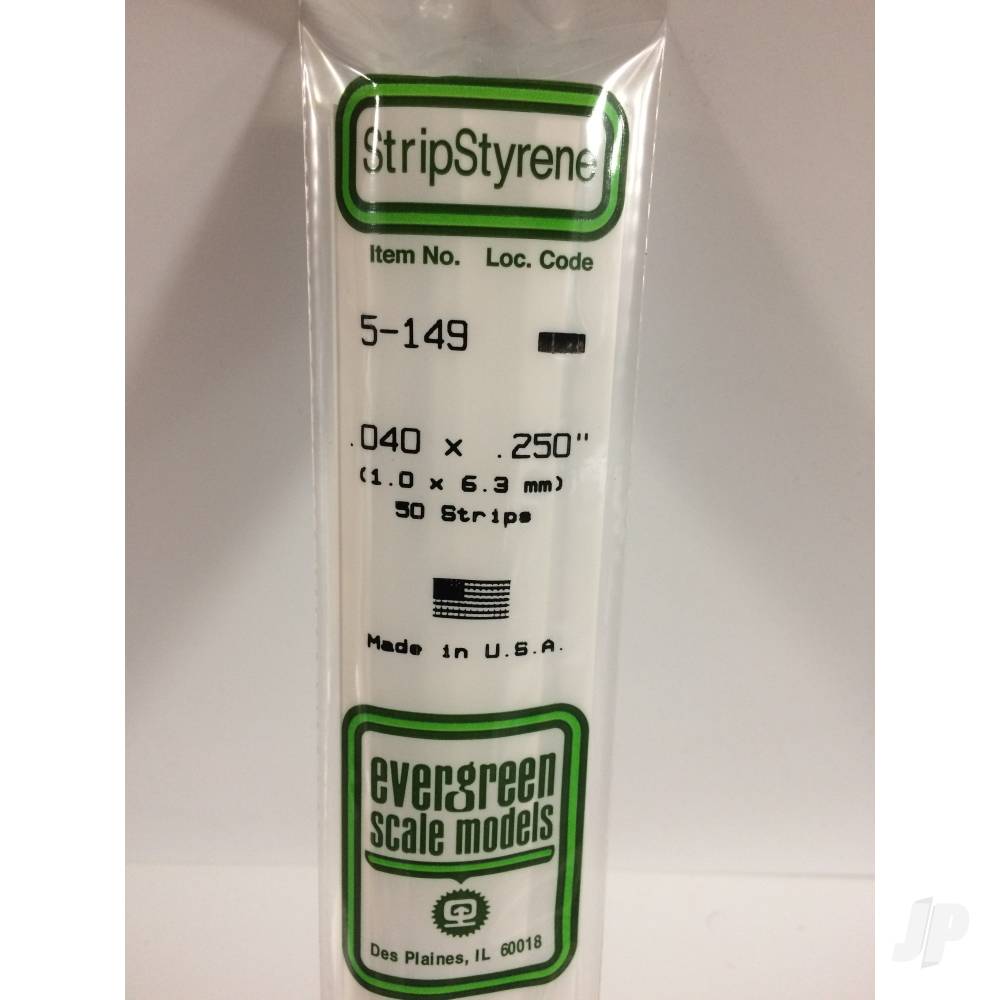 StripStyrene
Item No. Loc. Code
5-149
.040 x .250"
(1.0 x 6.3 mm)
50 Strips
Made in U.S.A.
evergreen
scale models
Des Plaines, IL 60018
JP